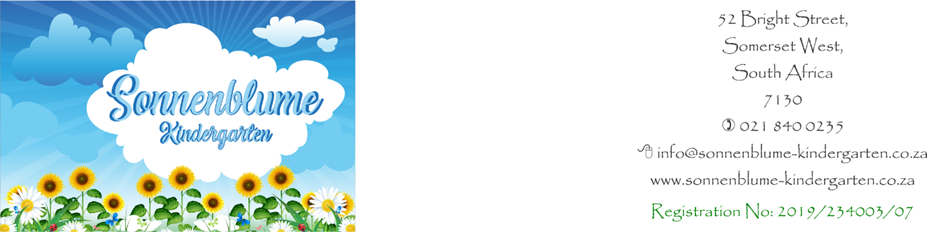 Sonnenblume
Kindergarten
52 Bright Street,
Somerset West,
South Africa
7130
021 840 0235
info@sonnenblume-kindergarten.co.za
www.sonnenblume-kindergarten.co.za
Registration No: 2019/234003/07